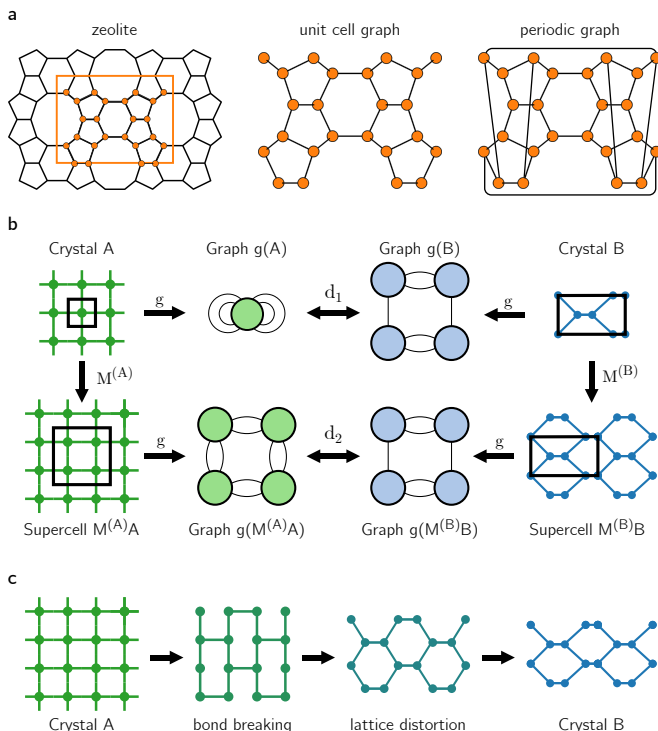 a
zeolite unit cell graph periodic graph
b
Crystal A Graph g(A) Graph g(B) Crystal B
g d₁ g
M⁽ᴬ⁾ M⁽ᴮ⁾
g d₂ g
Supercell M⁽ᴬ⁾A Graph g(M⁽ᴬ⁾A) Graph g(M⁽ᴮ⁾B) Supercell M⁽ᴮ⁾B
c
Crystal A bond breaking lattice distortion Crystal B